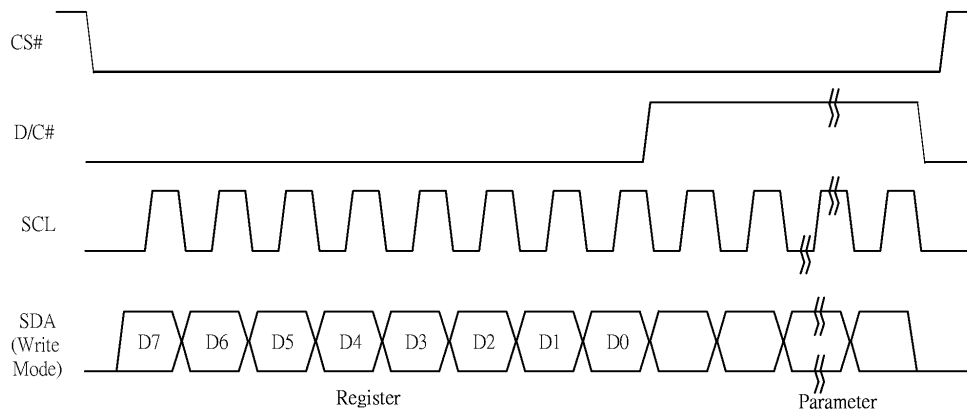 CS#
D/C#
SCL
SDA
(Write
Mode)
D7 D6 D5 D4 D3 D2 D1 D0
Register Parameter